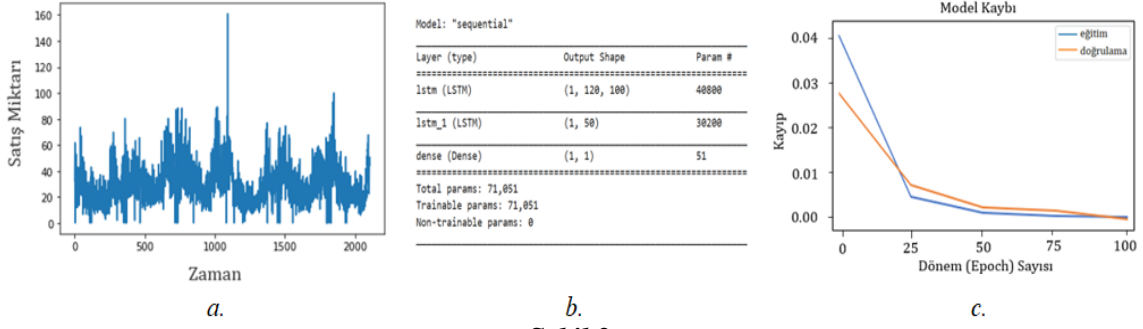 160
140
120
100
80
60
40
20
0
Satış Miktarı
0 500 1000 1500 2000
Zaman
a.
Model: "sequential"
Layer (type) Output Shape Param #
lstm (LSTM) (1, 120, 100) 40800
lstm_1 (LSTM) (1, 50) 30200
dense (Dense) (1, 1) 51
Total params: 71,051
Trainable params: 71,051
Non-trainable params: 0
b.
Model Kaybı
eğitim
doğrulama
0.04
0.03
0.02
0.01
0.00
Kayıp
0 25 50 75 100
Dönem (Epoch) Sayısı
c.